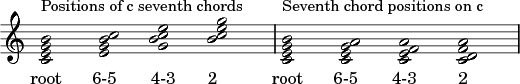 Positions of c seventh chords Seventh chord positions on c
root 6-5 4-3 2 root 6-5 4-3 2